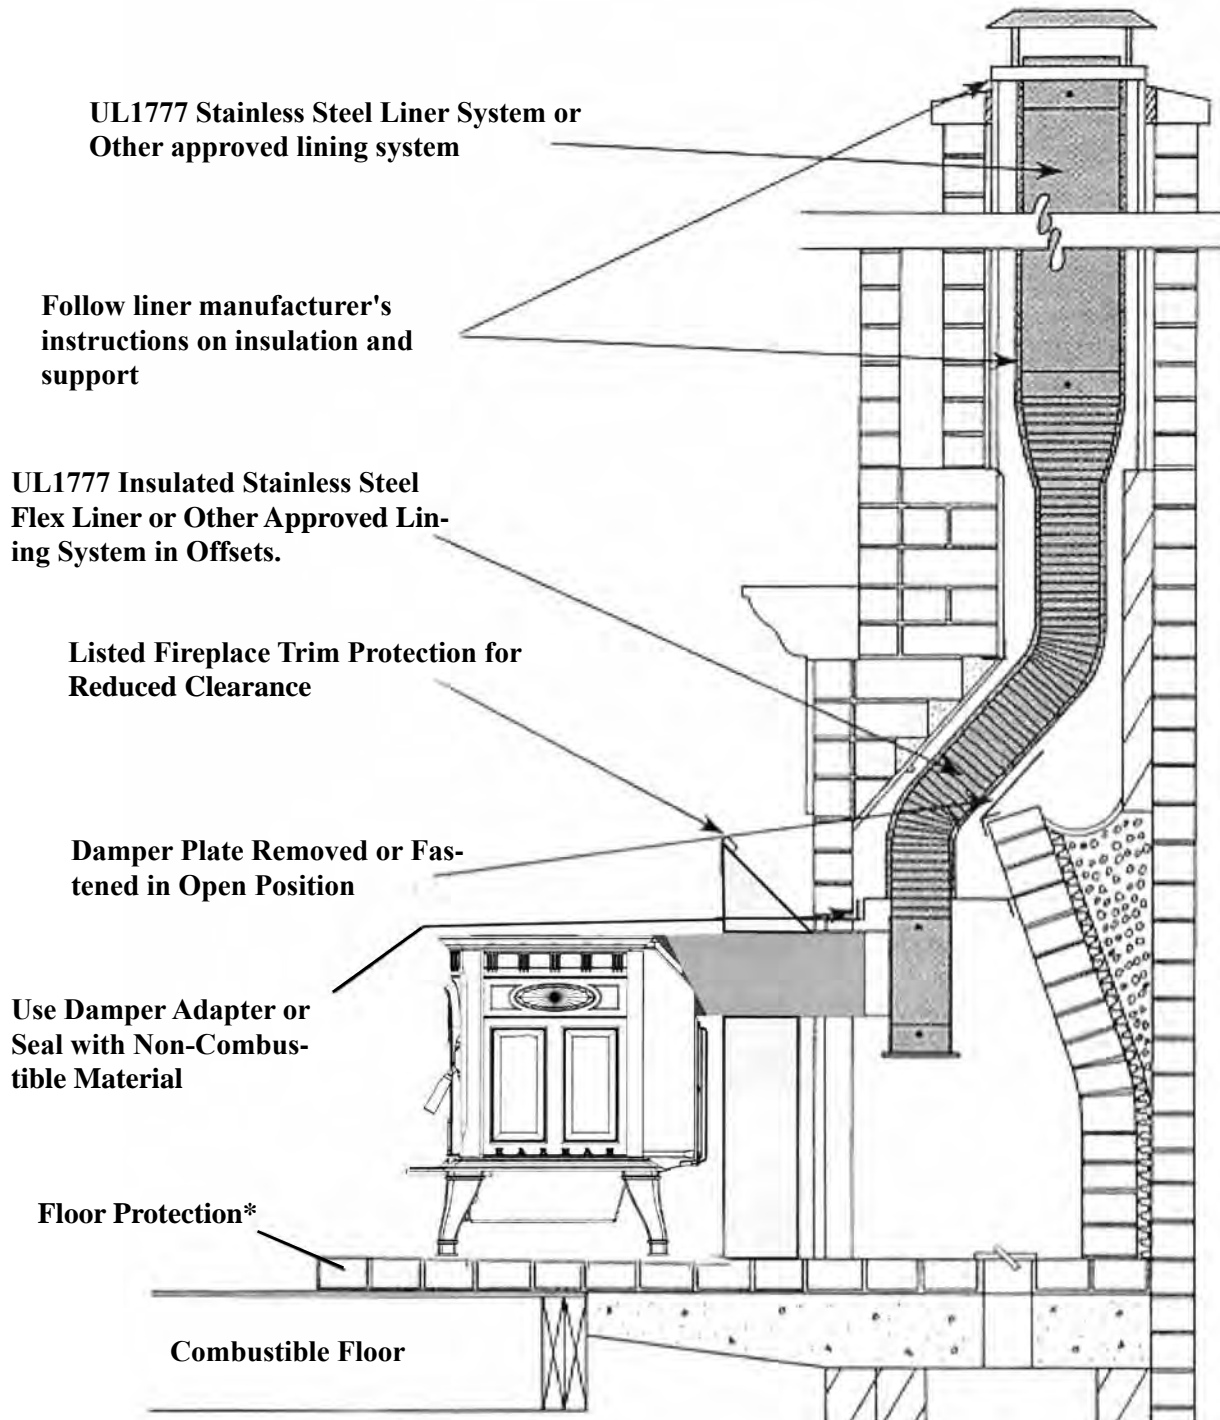 UL1777 Stainless Steel Liner System or
Other approved lining system
Follow liner manufacturer's
instructions on insulation and
support
UL1777 Insulated Stainless Steel
Flex Liner or Other Approved Lin-
ing System in Offsets.
Listed Fireplace Trim Protection for
Reduced Clearance
Damper Plate Removed or Fas-
tened in Open Position
Use Damper Adapter or
Seal with Non-Combus-
tible Material
HARMAN
Floor Protection*
Combustible Floor